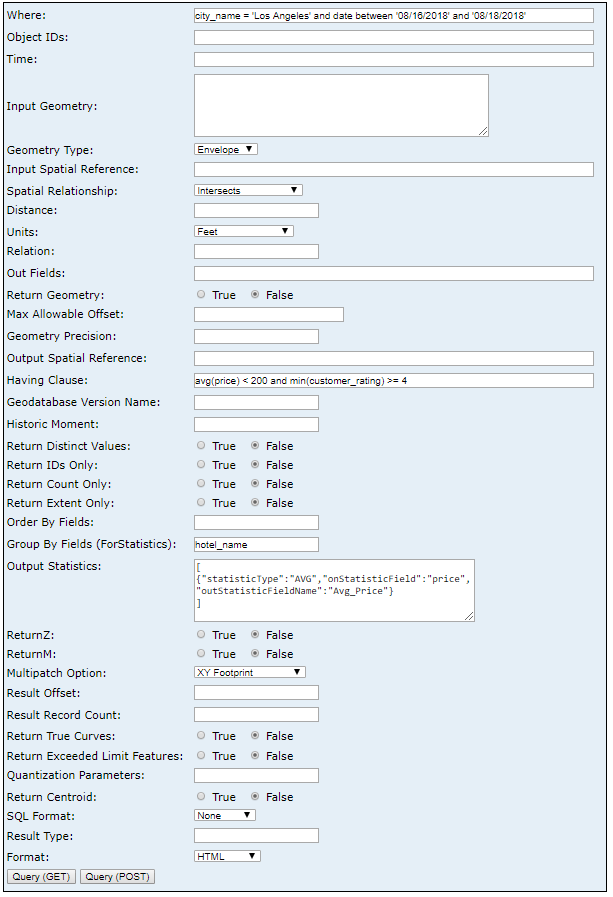 Where: city_name = 'Los Angeles' and date between '08/16/2018' and '08/18/2018'
Object IDs:
Time:
Input Geometry:
Geometry Type: Envelope
Input Spatial Reference:
Spatial Relationship: Intersects
Distance:
Units: Feet
Relation:
Out Fields:
Return Geometry: True False
Max Allowable Offset:
Geometry Precision:
Output Spatial Reference:
Having Clause: avg(price) < 200 and min(customer_rating) >= 4
Geodatabase Version Name:
Historic Moment:
Return Distinct Values: True False
Return IDs Only: True False
Return Count Only: True False
Return Extent Only: True False
Order By Fields:
Group By Fields (ForStatistics): hotel_name
Output Statistics: [
{"statisticType":"AVG","onStatisticField":"price",
"outStatisticFieldName":"Avg_Price"}
]
ReturnZ: True False
ReturnM: True False
Multipatch Option: XY Footprint
Result Offset:
Result Record Count:
Return True Curves: True False
Return Exceeded Limit Features: True False
Quantization Parameters:
Return Centroid: True False
SQL Format: None
Result Type:
Format: HTML
Query (GET) Query (POST)